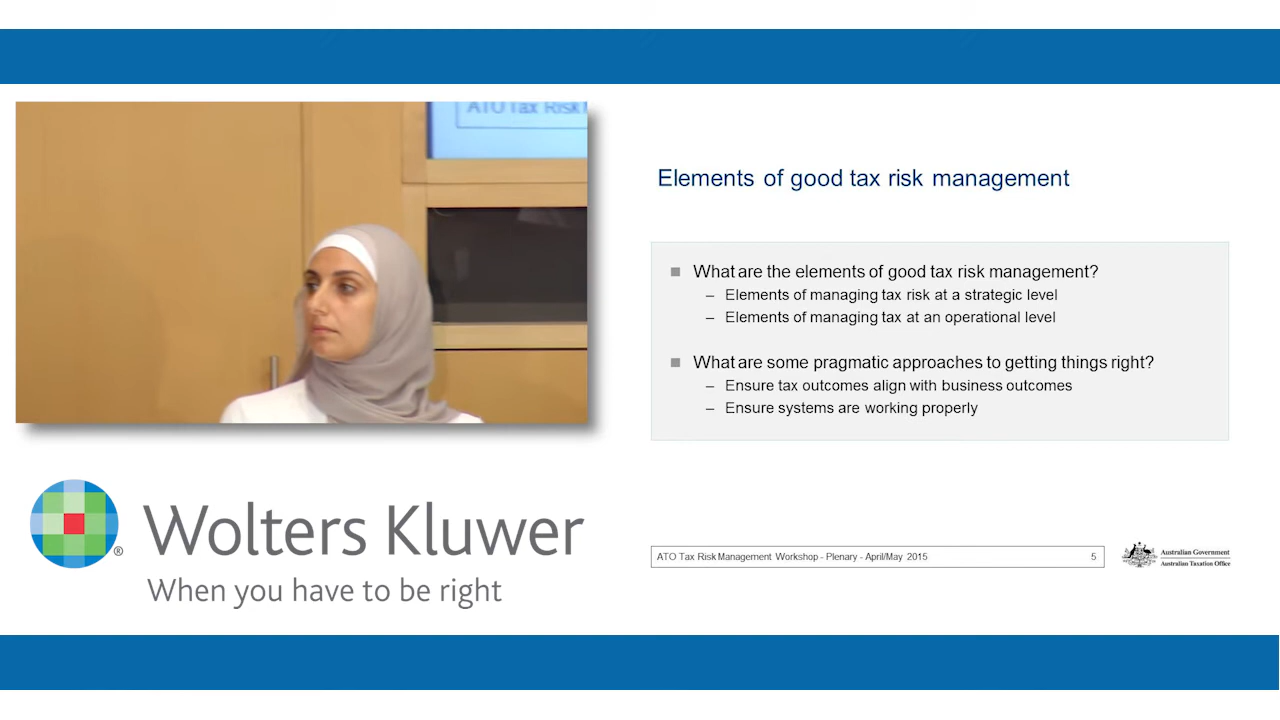 ATO Tax Risk
Elements of good tax risk management
What are the elements of good tax risk management?
– Elements of managing tax risk at a strategic level
– Elements of managing tax at an operational level
What are some pragmatic approaches to getting things right?
– Ensure tax outcomes align with business outcomes
– Ensure systems are working properly
Wolters Kluwer
®
When you have to be right
ATO Tax Risk Management Workshop - Plenary - April/May 2015 5
Australian Government
Australian Taxation Office